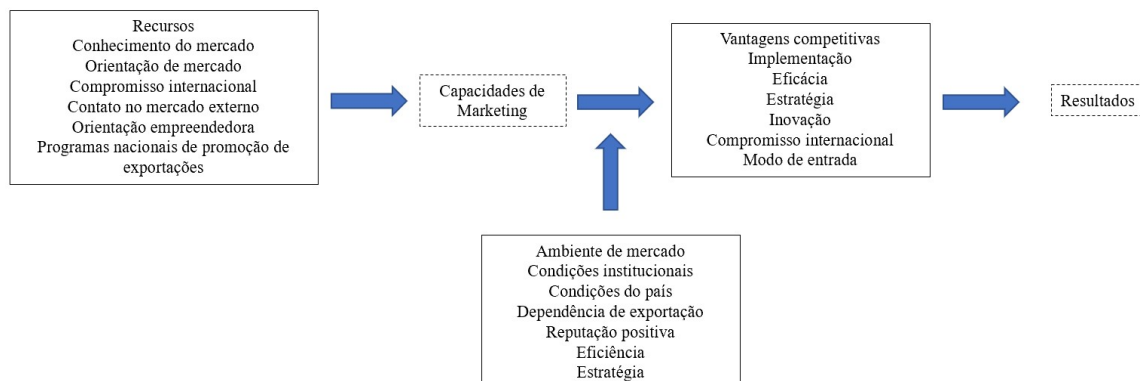 Recursos
Conhecimento do mercado
Orientação de mercado
Compromisso internacional
Contato no mercado externo
Orientação empreendedora
Programas nacionais de promoção de
exportações
Capacidades de
Marketing
Vantagens competitivas
Implementação
Eficácia
Estratégia
Inovação
Compromisso internacional
Modo de entrada
Resultados
Ambiente de mercado
Condições institucionais
Condições do país
Dependência de exportação
Reputação positiva
Eficiência
Estratégia